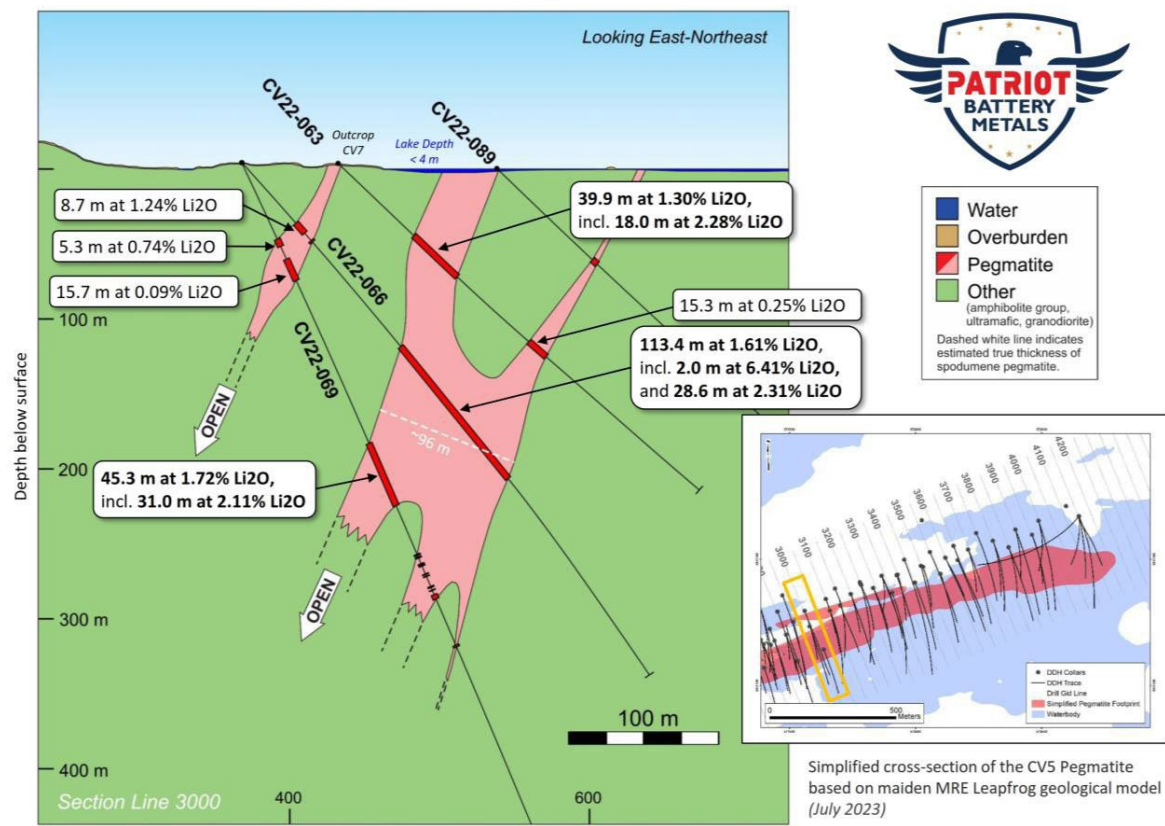 Looking East-Northeast
PATRIOT
BATTERY
METALS
CV22-063
Outcrop
CV7
Lake Depth
< 4 m
CV22-089
8.7 m at 1.24% Li2O
5.3 m at 0.74% Li2O
15.7 m at 0.09% Li2O
39.9 m at 1.30% Li2O,
incl. 18.0 m at 2.28% Li2O
CV22-066
CV22-069
15.3 m at 0.25% Li2O
113.4 m at 1.61% Li2O,
incl. 2.0 m at 6.41% Li2O,
and 28.6 m at 2.31% Li2O
~96 m
45.3 m at 1.72% Li2O,
incl. 31.0 m at 2.11% Li2O
OPEN
OPEN
Depth below surface
100 m
200 m
300 m
400 m
100 m
Section Line 3000
400
600
Water
Overburden
Pegmatite
Other
(amphibolite group,
ultramafic, granodiorite)
Dashed white line indicates
estimated true thickness of
spodumene pegmatite.
3000
3100
3200
3300
3400
3500
3600
3700
3800
3900
4000
4100
4200
DDH Collars
DDH Trace
Drill Grid Line
Simplified Pegmatite Footprint
Waterbody
0
500
Meters
Simplified cross-section of the CV5 Pegmatite
based on maiden MRE Leapfrog geological model
(July 2023)